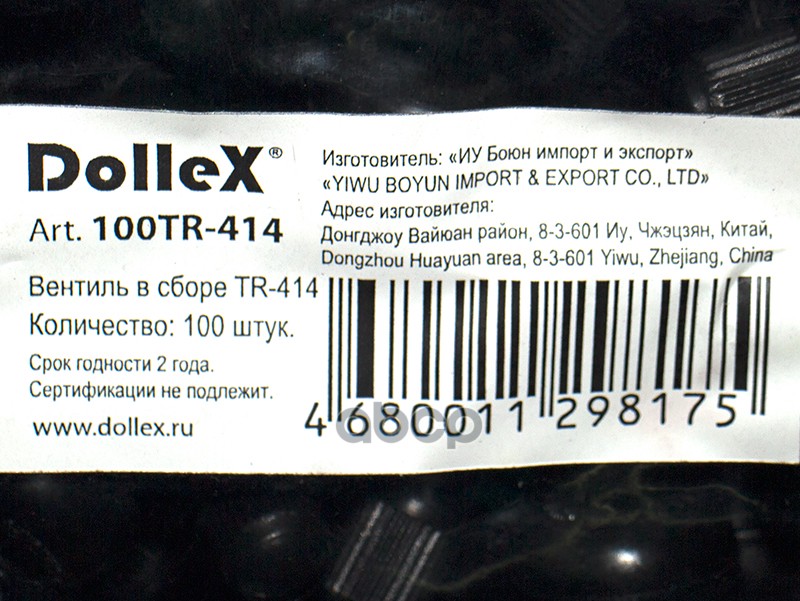 DolleX®
Art. 100TR-414
Вентиль в сборе TR-414
Количество: 100 штук.
Срок годности 2 года.
Сертификации не подлежит.
www.dollex.ru
Изготовитель: «ИУ Боюн импорт и экспорт»
«YIWU BOYUN IMPORT & EXPORT CO., LTD»
Адрес изготовителя:
Донгджоу Вайюан район, 8-3-601 Иу, Чжэцзян, Китай,
Dongzhou Huayuan area, 8-3-601 Yiwu, Zhejiang, China
4 680011 298175
abcp